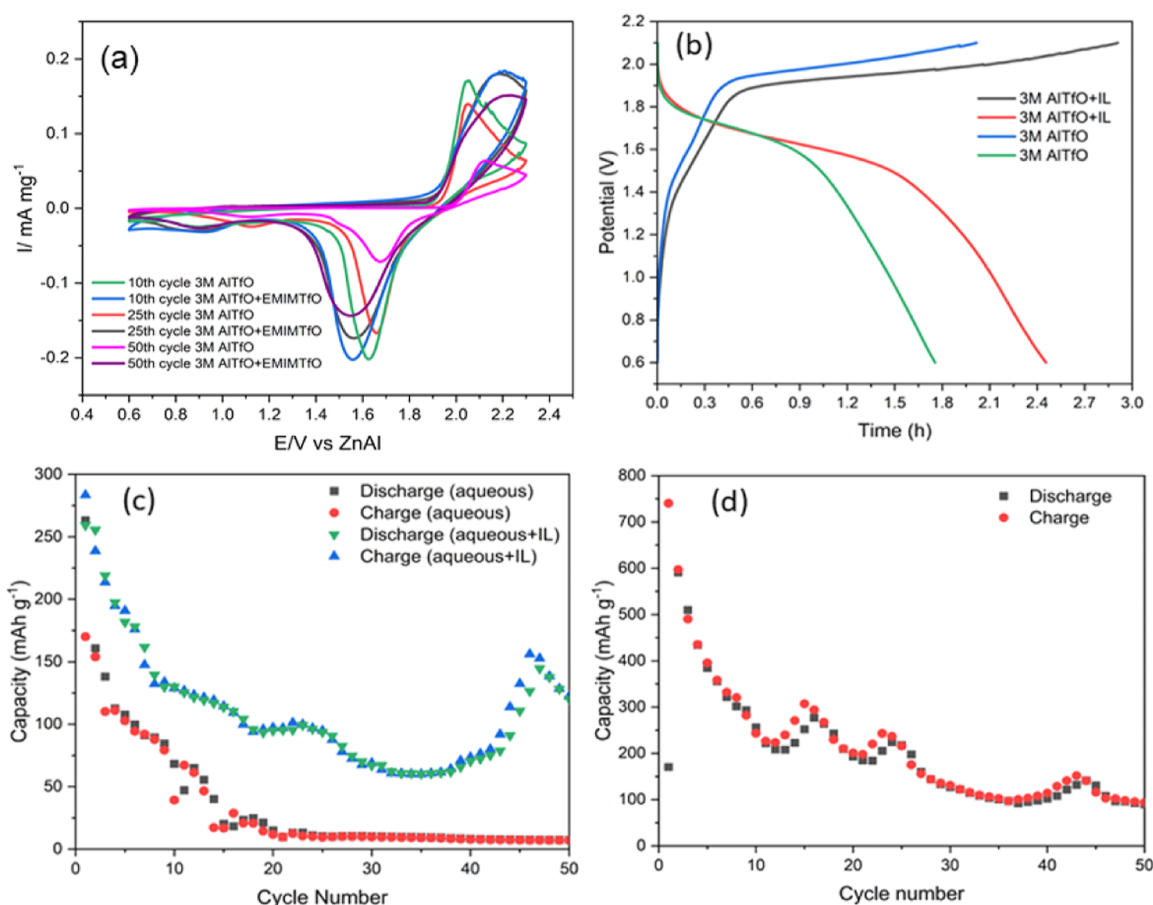 (a)
0.2
0.1
0.0
-0.1
-0.2
I/ mA mg-1
10th cycle 3M AlTfO
10th cycle 3M AlTfO+EMIMTfO
25th cycle 3M AlTfO
25th cycle 3M AlTfO+EMIMTfO
50th cycle 3M AlTfO
50th cycle 3M AlTfO+EMIMTfO
0.4 0.6 0.8 1.0 1.2 1.4 1.6 1.8 2.0 2.2 2.4
E/V vs ZnAl
(b)
2.2
2.0
1.8
1.6
1.4
1.2
1.0
0.8
0.6
Potential (V)
3M AlTfO+IL
3M AlTfO+IL
3M AlTfO
3M AlTfO
0.0 0.3 0.6 0.9 1.2 1.5 1.8 2.1 2.4 2.7 3.0
Time (h)
(c)
300
250
200
150
100
50
0
Capacity (mAh g-1)
Discharge (aqueous)
Charge (aqueous)
Discharge (aqueous+IL)
Charge (aqueous+IL)
0 10 20 30 40 50
Cycle Number
(d)
800
700
600
500
400
300
200
100
0
Capacity (mAh g-1)
Discharge
Charge
0 10 20 30 40 50
Cycle number